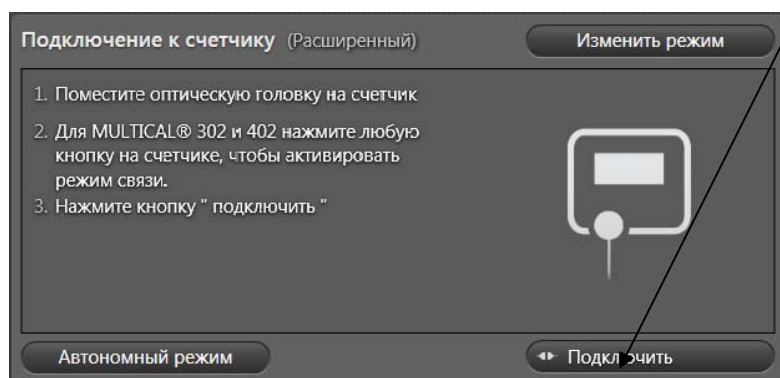 Подключение к счетчику (Расширенный)
Изменить режим
1. Поместите оптическую головку на счетчик
2. Для MULTICAL® 302 и 402 нажмите любую
кнопку на счетчике, чтобы активировать
режим связи.
3. Нажмите кнопку " подключить "
Автономный режим
Подключить